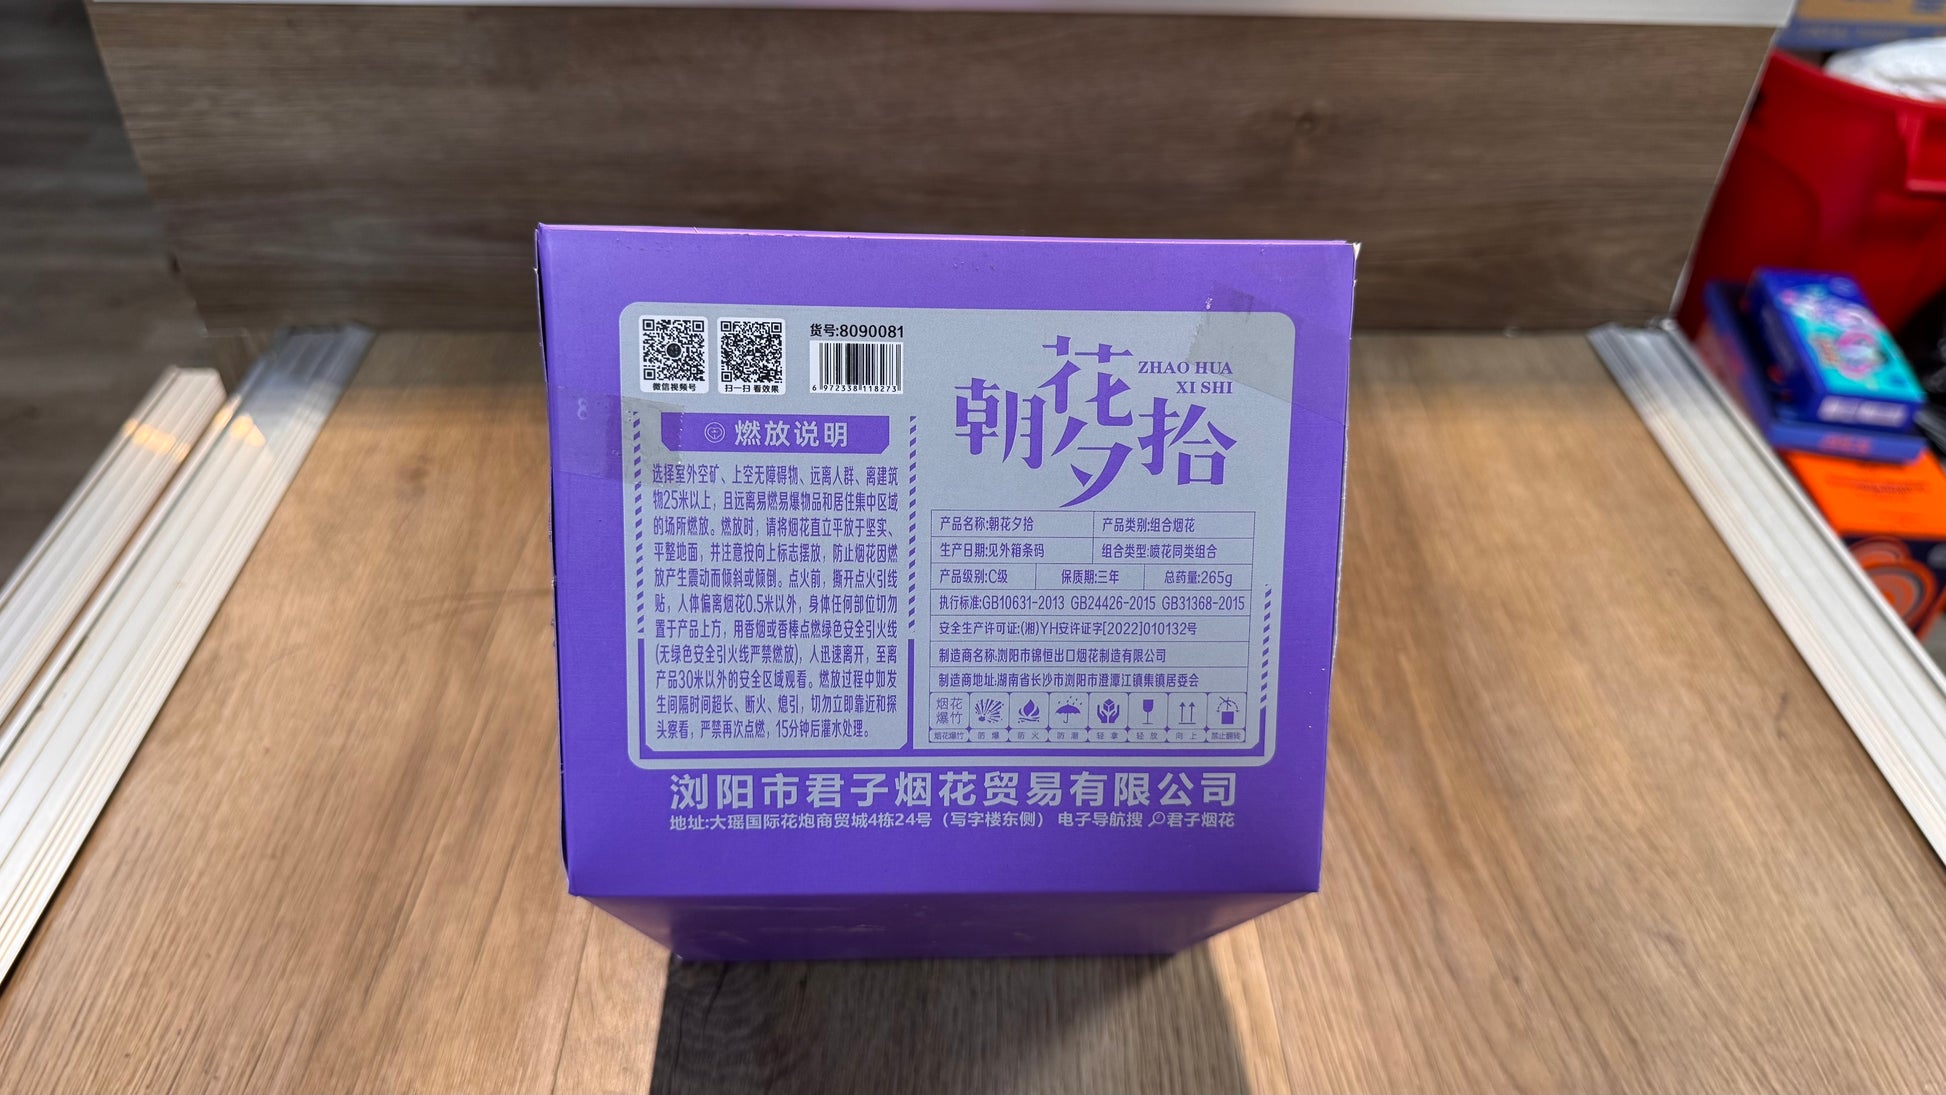 货号:8090081
微信视频号
扫一扫 看效果
6 972338 118273
燃放说明
选择室外空矿、上空无障碍物、远离人群、离建筑
物25米以上，且远离易燃易爆物品和居住集中区域
的场所燃放。燃放时，请将烟花直立平放于坚实、
平整地面，并注意按向上标志摆放，防止烟花因燃
放产生震动而倾斜或倾倒。点火前，撕开点火引线
贴，人体偏离烟花0.5米以外，身体任何部位切勿
置于产品上方，用香烟或香棒点燃绿色安全引火线
(无绿色安全引火线严禁燃放)，人迅速离开，至离
产品30米以外的安全区域观看。燃放过程中如发
生间隔时间超长、断火、熄引，切勿立即靠近和探
头察看，严禁再次点燃，15分钟后灌水处理。
朝花夕拾
ZHAO HUA
XI SHI
产品名称:朝花夕拾 产品类别:组合烟花
生产日期:见外箱条码 组合类型:喷花同类组合
产品级别:C级 保质期:三年 总药量:265g
执行标准:GB10631-2013 GB24426-2015 GB31368-2015
安全生产许可证:(湘)YH安许证字[2022]010132号
制造商名称:浏阳市锦恒出口烟花制造有限公司
制造商地址:湖南省长沙市浏阳市澄潭江镇集镇居委会
烟花
爆竹
烟花爆竹 防爆 防火 防潮 轻拿 轻放 向上 禁止翻转
浏阳市君子烟花贸易有限公司
地址:大瑶国际花炮商贸城4栋24号（写字楼东侧） 电子导航搜 君子烟花